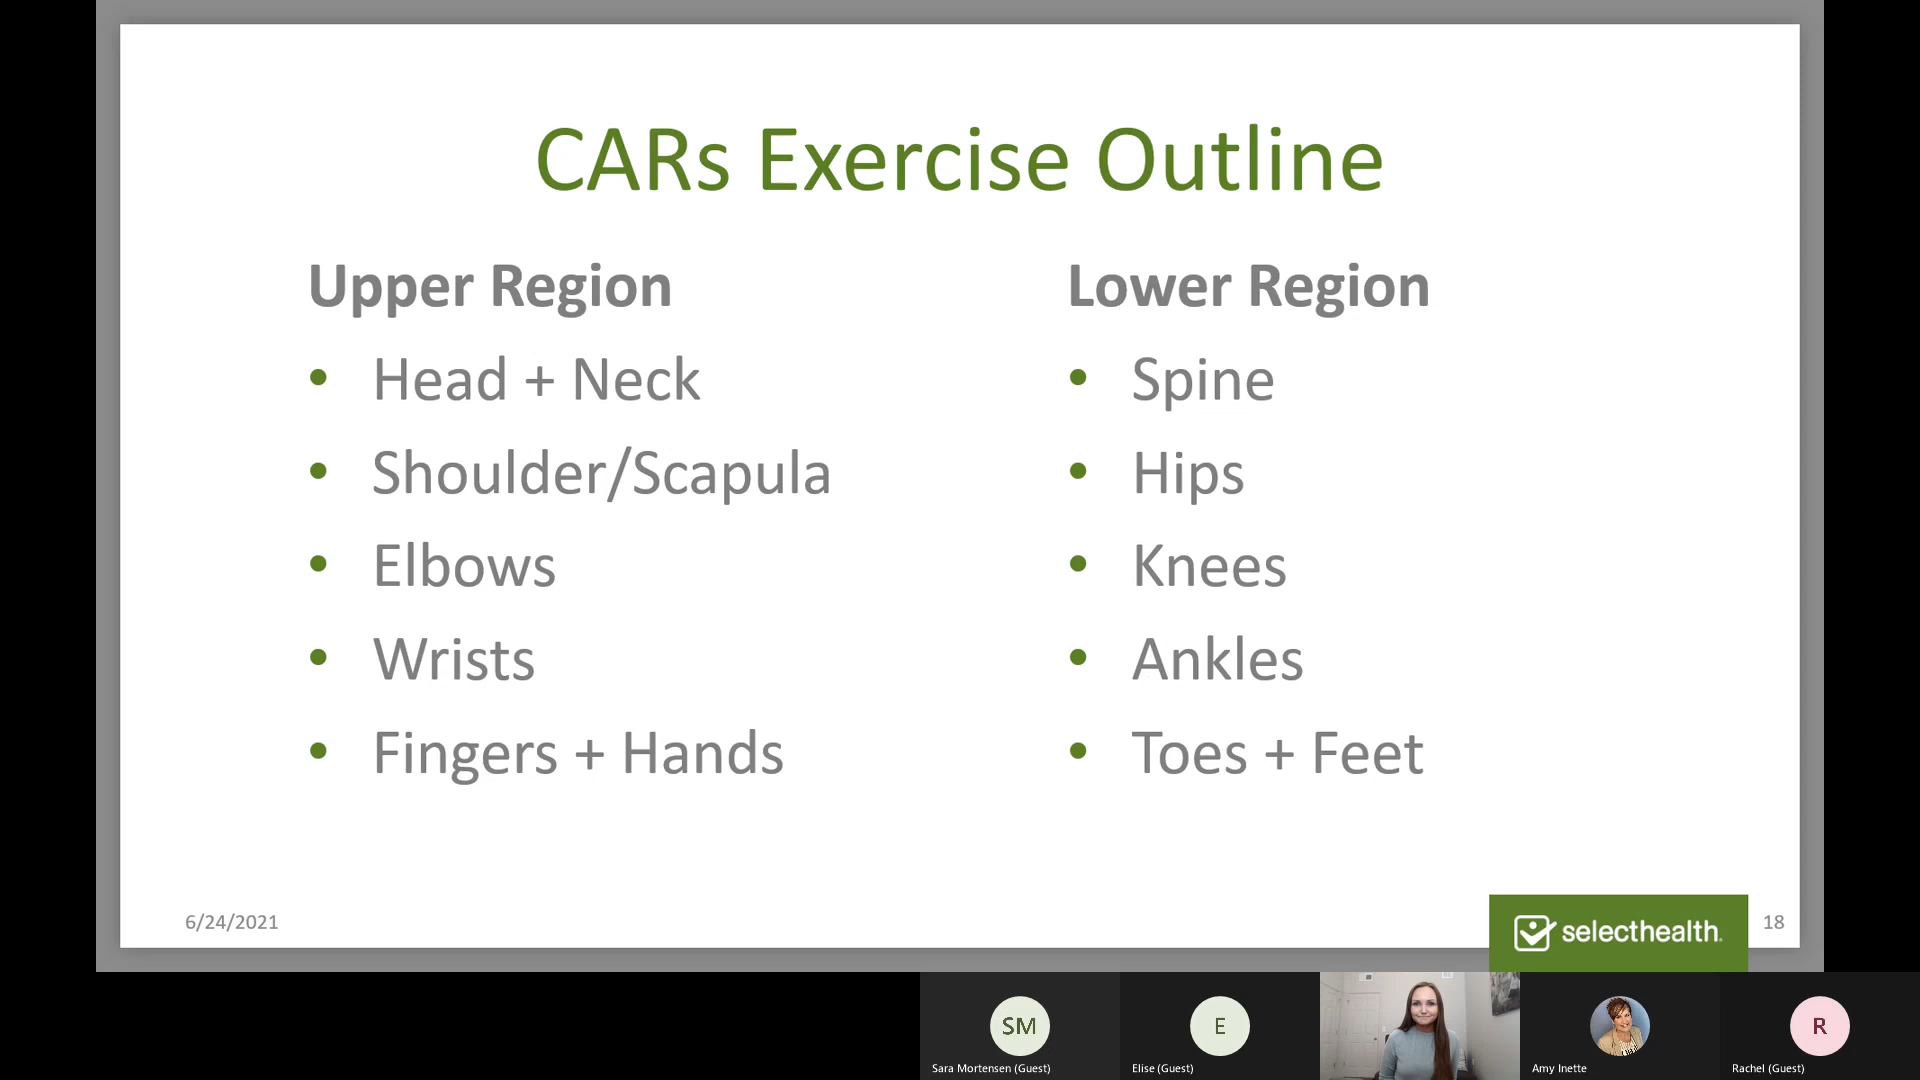 CARs Exercise Outline
Upper Region
• Head + Neck
• Shoulder/Scapula
• Elbows
• Wrists
• Fingers + Hands
Lower Region
• Spine
• Hips
• Knees
• Ankles
• Toes + Feet
6/24/2021
selecthealth.
18
SM
Sara Mortensen (Guest)
E
Elise (Guest)
Amy Inette
R
Rachel (Guest)